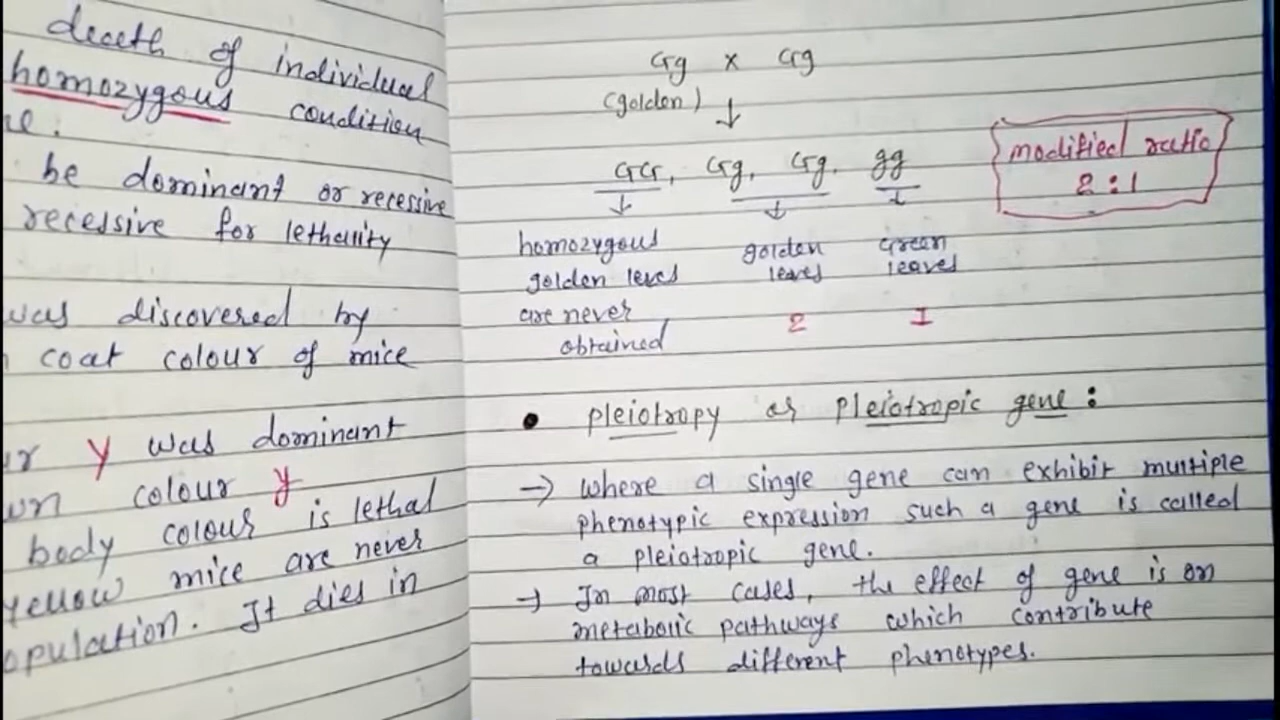 death of individual
homozygous condition
be dominant or recessive
recessive for lethality
was discovered by
coat colour of mice
y was dominant
colour y
body colour is lethal
yellow mice are never
opulation. It dies in
Gg x Gg
(golden) ↓
GG, Gg, Gg, gg
↓ ↓ ↓
modified ratio
2:1
homozygous
golden leves
are never
obtained
golden
leaves
2
Green
leaves
1
• pleiotropy or pleiotropic gene:
→ where a single gene can exhibit multiple
phenotypic expression such a gene is called
a pleiotropic gene.
→ In most cases, the effect of gene is on
metabolic pathways which contribute
towards different phenotypes.